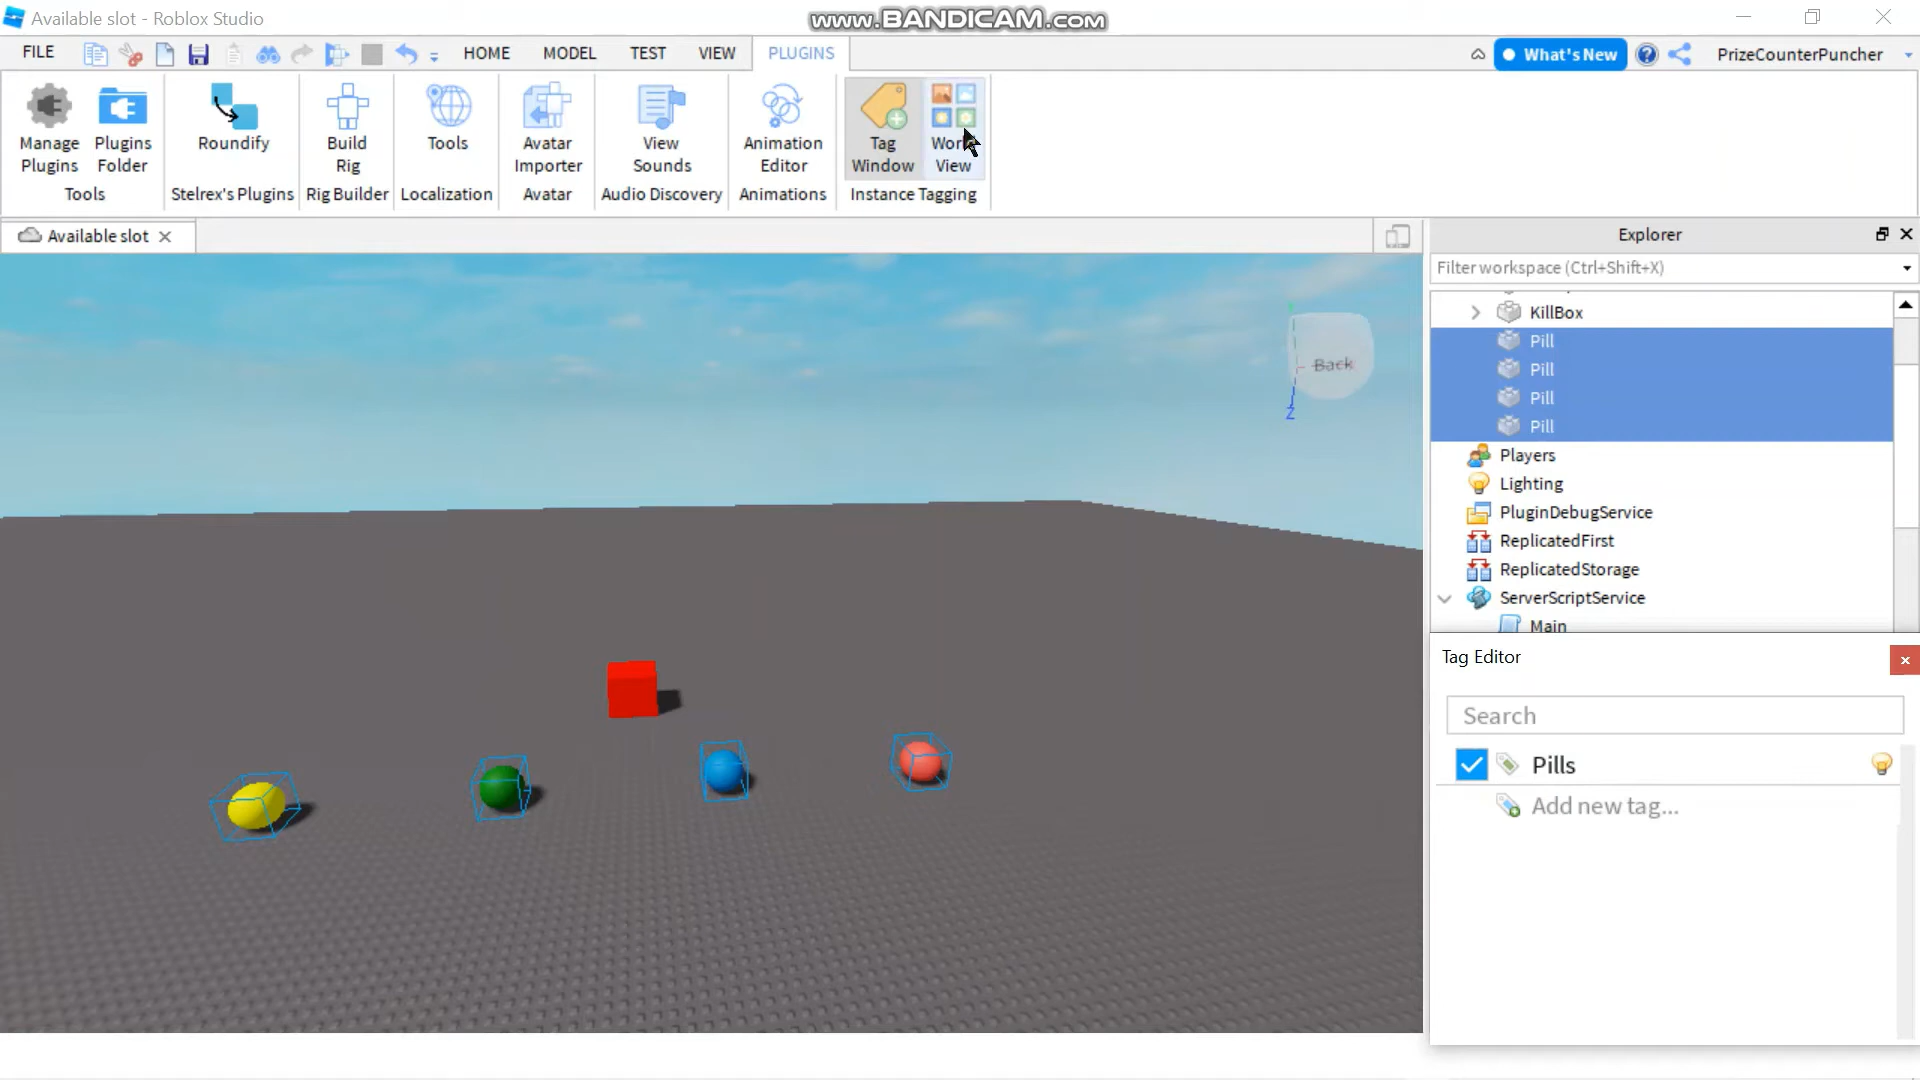 Available slot - Roblox Studio
www.BANDICAM.com
FILE
HOME
MODEL
TEST
VIEW
PLUGINS
What's New
PrizeCounterPuncher
Manage Plugins
Plugins Folder
Roundify
Build Rig
Tools
Avatar Importer
View Sounds
Animation Editor
Tag Window
World View
Tools
Stelrex's Plugins
Rig Builder
Localization
Avatar
Audio Discovery
Animations
Instance Tagging
Available slot
Explorer
Filter workspace (Ctrl+Shift+X)
KillBox
Pill
Pill
Pill
Pill
Players
Lighting
PluginDebugService
ReplicatedFirst
ReplicatedStorage
ServerScriptService
Main
Back
Z
Tag Editor
Search
Pills
Add new tag...